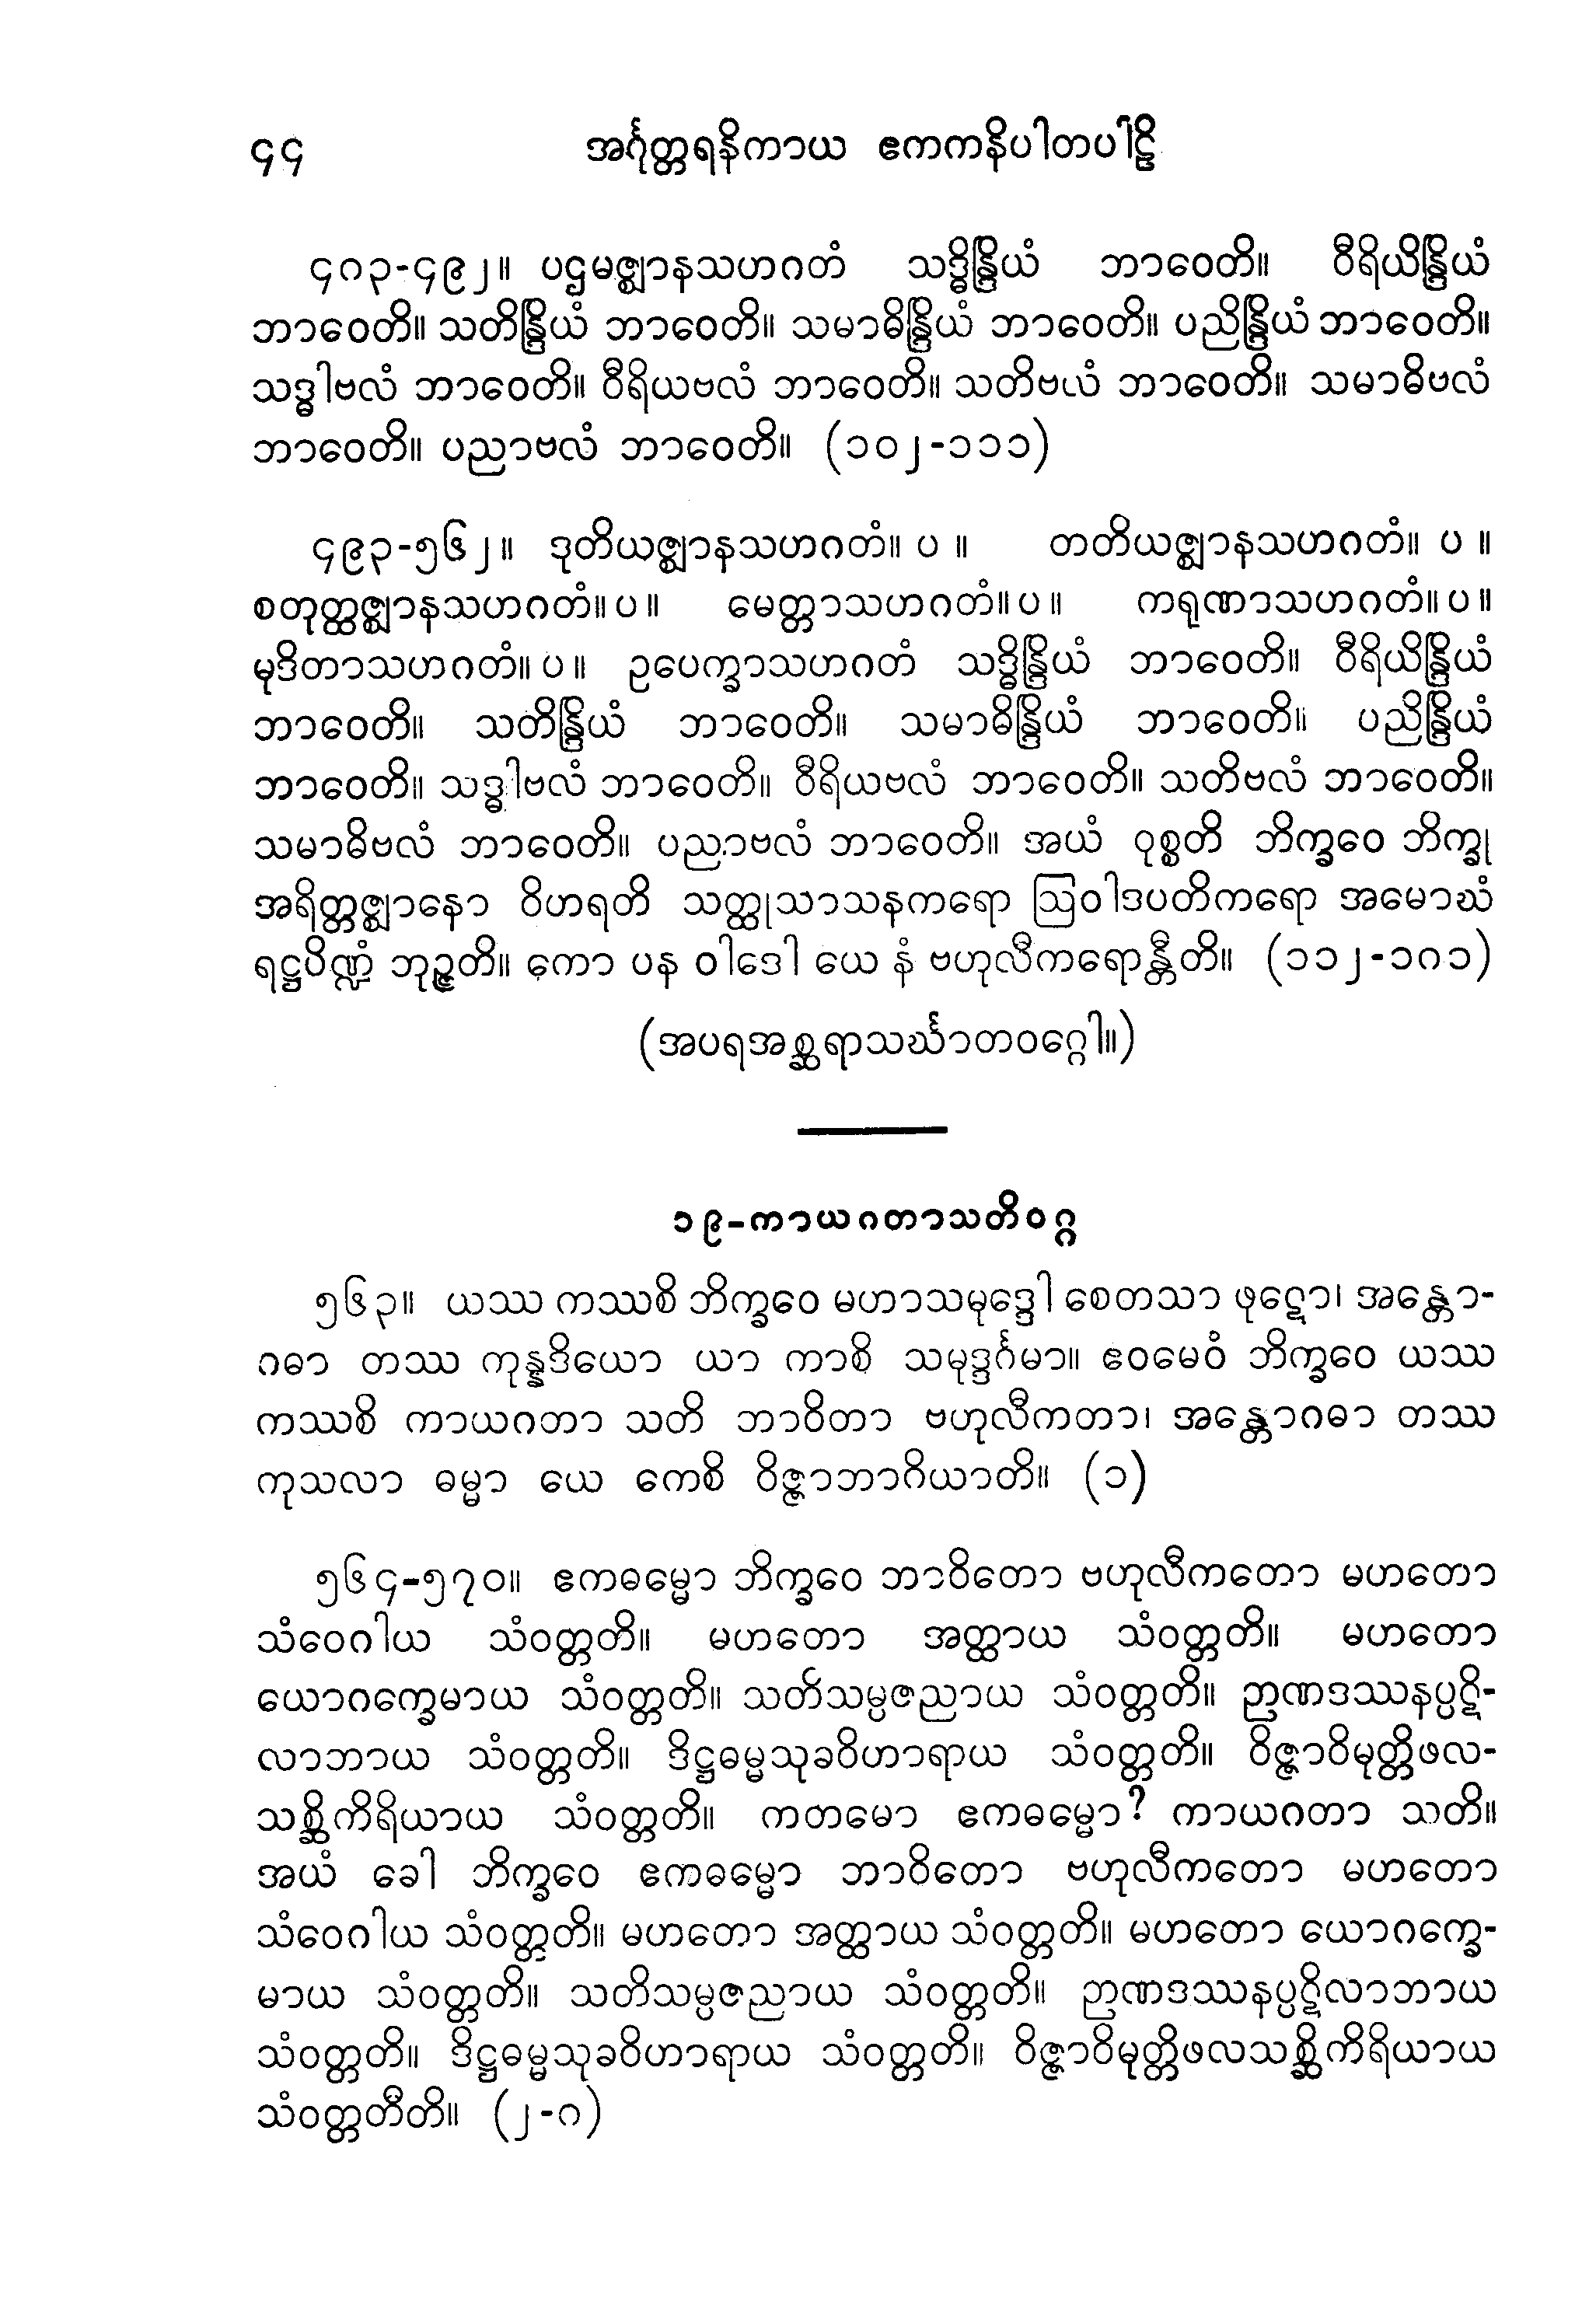 ၄၄ အင်္ဂုတ္တရနိကာယ ဧကကနိပါတပါဠိ
၄၈၃-၄၉၂။ ပဌမဇ္ဈာနသဟဂတံ သဒ္ဓိန္ဒြိယံ ဘာဝေတိ။ ဝီရိယိန္ဒြိယံ
ဘာဝေတိ။ သတိန္ဒြိယံ ဘာဝေတိ။ သမာဓိန္ဒြိယံ ဘာဝေတိ။ ပညိန္ဒြိယံ ဘာဝေတိ။
သဒ္ဓါဗလံ ဘာဝေတိ။ ဝီရိယဗလံ ဘာဝေတိ။ သတိဗလံ ဘာဝေတိ။ သမာဓိဗလံ
ဘာဝေတိ။ ပညာဗလံ ဘာဝေတိ။ (၁၀၂-၁၁၁)
၄၉၃-၅၆၂။ ဒုတိယဇ္ဈာနသဟဂတံ။ ပ ။ တတိယဇ္ဈာနသဟဂတံ။ ပ ။
စတုတ္ထဇ္ဈာနသဟဂတံ။ ပ ။ မေတ္တာသဟဂတံ။ ပ ။ ကရုဏာသဟဂတံ။ ပ ။
မုဒိတာသဟဂတံ။ ပ ။ ဥပေက္ခာသဟဂတံ သဒ္ဓိန္ဒြိယံ ဘာဝေတိ။ ဝီရိယိန္ဒြိယံ
ဘာဝေတိ။ သတိန္ဒြိယံ ဘာဝေတိ။ သမာဓိန္ဒြိယံ ဘာဝေတိ။ ပညိန္ဒြိယံ
ဘာဝေတိ။ သဒ္ဓါဗလံ ဘာဝေတိ။ ဝီရိယဗလံ ဘာဝေတိ။ သတိဗလံ ဘာဝေတိ။
သမာဓိဗလံ ဘာဝေတိ။ ပညာဗလံ ဘာဝေတိ။ အယံ ဝုစ္စတိ ဘိက္ခဝေ ဘိက္ခု
အရိတ္တဇ္ဈာနော ဝိဟရတိ သတ္ထုသာသနကရော ဩဝါဒပတိကရော အမောဃံ
ရဋ္ဌပိဏ္ဍံ ဘုဉ္ဇတိ။ ကော ပန ဝါဒေါ ယေ နံ ဗဟုလီကရောန္တီတိ။ (၁၁၂-၁၈၁)
(အပရအစ္ဆရာသင်္ဃာတဝဂ္ဂေါ။)
၁၉-ကာယဂတာသတိဝဂ္ဂ
၅၆၃။ ယဿ ကဿစိ ဘိက္ခဝေ မဟာသမုဒ္ဒေါ စေတသာ ဖုဋော၊ အန္တော-
ဂဓာ တဿ ကုန္နဒိယော ယာ ကာစိ သမုဒ္ဒင်္ဂမာ။ ဧဝမေဝံ ဘိက္ခဝေ ယဿ
ကဿစိ ကာယဂတာ သတိ ဘာဝိတာ ဗဟုလီကတာ၊ အန္တောဂဓာ တဿ
ကုသလာ ဓမ္မာ ယေ ကေစိ ဝိဇ္ဇာဘာဂိယာတိ။ (၁)
၅၆၄-၅၇၀။ ဧကဓမ္မော ဘိက္ခဝေ ဘာဝိတော ဗဟုလီကတော မဟတော
သံဝေဂါယ သံဝတ္တတိ။ မဟတော အတ္ထာယ သံဝတ္တတိ။ မဟတော
ယောဂက္ခေမာယ သံဝတ္တတိ။ သတိသမ္ပဇညာယ သံဝတ္တတိ။ ဉာဏဒဿနပ္ပဋိ-
လာဘာယ သံဝတ္တတိ။ ဒိဋ္ဌဓမ္မသုခဝိဟာရာယ သံဝတ္တတိ။ ဝိဇ္ဇာဝိမုတ္တိဖလ-
သစ္ဆိကိရိယာယ သံဝတ္တတိ။ ကတမော ဧကဓမ္မော? ကာယဂတာ သတိ။
အယံ ခေါ ဘိက္ခဝေ ဧကဓမ္မော ဘာဝိတော ဗဟုလီကတော မဟတော
သံဝေဂါယ သံဝတ္တတိ။ မဟတော အတ္ထာယ သံဝတ္တတိ။ မဟတော ယောဂက္ခေ-
မာယ သံဝတ္တတိ။ သတိသမ္ပဇညာယ သံဝတ္တတိ။ ဉာဏဒဿနပ္ပဋိလာဘာယ
သံဝတ္တတိ။ ဒိဋ္ဌဓမ္မသုခဝိဟာရာယ သံဝတ္တတိ။ ဝိဇ္ဇာဝိမုတ္တိဖလသစ္ဆိကိရိယာယ
သံဝတ္တတီတိ။ (၂-၈)